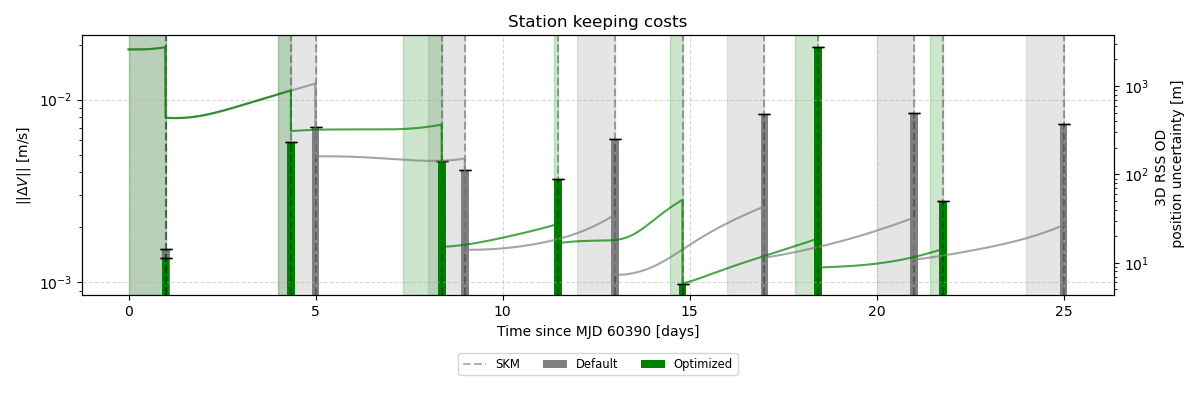 Station keeping costs
||ΔV|| [m/s]
10⁻²
10⁻³
0
5
10
15
20
25
Time since MJD 60390 [days]
10³
10²
10¹
3D RSS OD
position uncertainty [m]
SKM
Default
Optimized